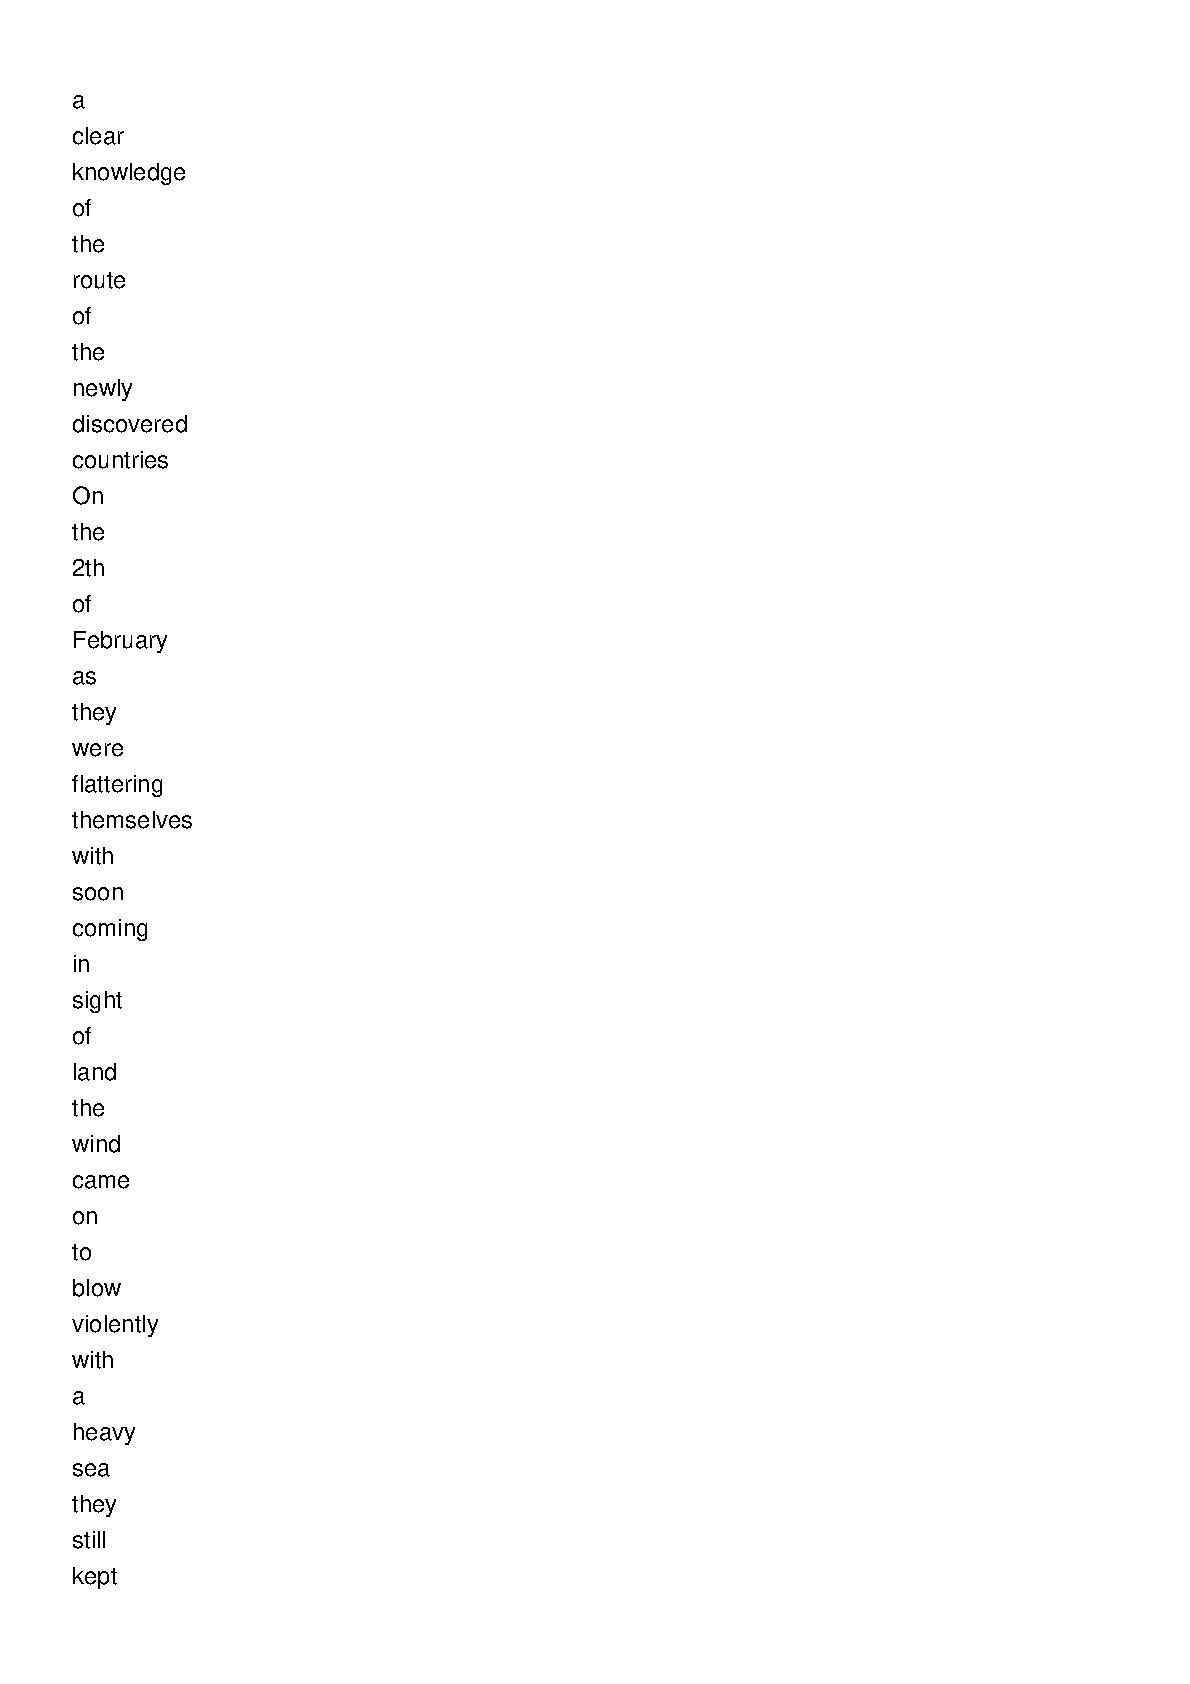 a
clear
knowledge
of
the
route
of
the
newly
discovered
countries
On
the
2th
of
February
as
they
were
flattering
themselves
with
soon
coming
in
sight
of
land
the
wind
came
on
to
blow
violently
with
a
heavy
sea
they
still
kept